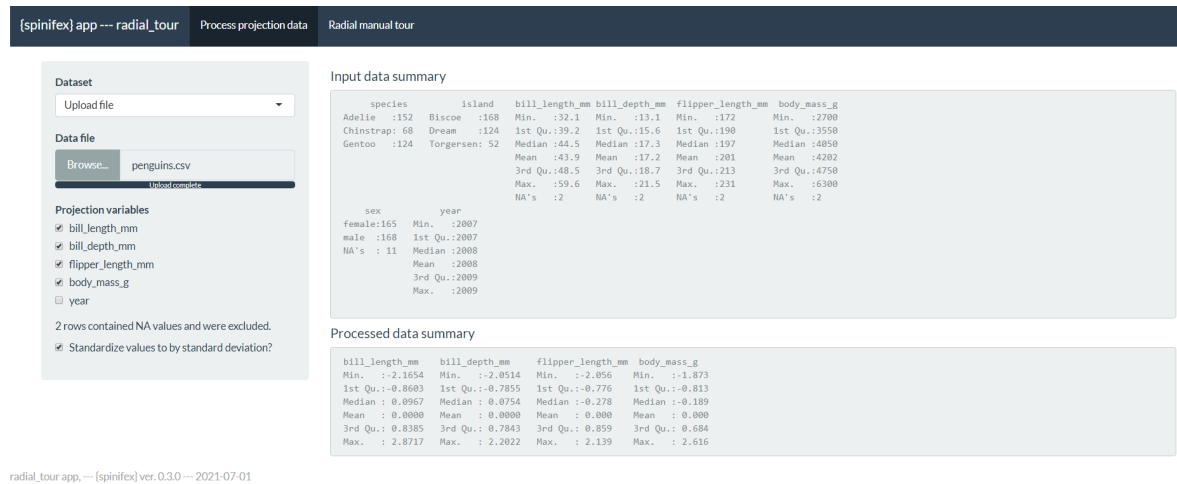 {spinifex} app --- radial_tour Process projection data Radial manual tour
Dataset
Upload file
Data file
Browse... penguins.csv
Upload complete
Projection variables
bill_length_mm
bill_depth_mm
flipper_length_mm
body_mass_g
year
2 rows contained NA values and were excluded.
Standardize values to by standard deviation?
Input data summary
species island bill_length_mm bill_depth_mm flipper_length_mm body_mass_g
Adelie :152 Biscoe :168 Min. :32.1 Min. :13.1 Min. :172 Min. :2700
Chinstrap: 68 Dream :124 1st Qu.:39.2 1st Qu.:15.6 1st Qu.:190 1st Qu.:3550
Gentoo :124 Torgersen: 52 Median :44.5 Median :17.3 Median :197 Median :4050
Mean :43.9 Mean :17.2 Mean :201 Mean :4202
3rd Qu.:48.5 3rd Qu.:18.7 3rd Qu.:213 3rd Qu.:4750
Max. :59.6 Max. :21.5 Max. :231 Max. :6300
NA's :2 NA's :2 NA's :2 NA's :2
sex year
female:165 Min. :2007
male :168 1st Qu.:2007
NA's : 11 Median :2008
Mean :2008
3rd Qu.:2009
Max. :2009
Processed data summary
bill_length_mm bill_depth_mm flipper_length_mm body_mass_g
Min. :-2.1654 Min. :-2.0514 Min. :-2.056 Min. :-1.873
1st Qu.:-0.8603 1st Qu.:-0.7855 1st Qu.:-0.776 1st Qu.:-0.813
Median : 0.0967 Median : 0.0754 Median :-0.278 Median :-0.189
Mean : 0.0000 Mean : 0.0000 Mean : 0.000 Mean : 0.000
3rd Qu.: 0.8385 3rd Qu.: 0.7843 3rd Qu.: 0.859 3rd Qu.: 0.684
Max. : 2.8717 Max. : 2.2022 Max. : 2.139 Max. : 2.616
radial_tour app, --- {spinifex} ver. 0.3.0 --- 2021-07-01